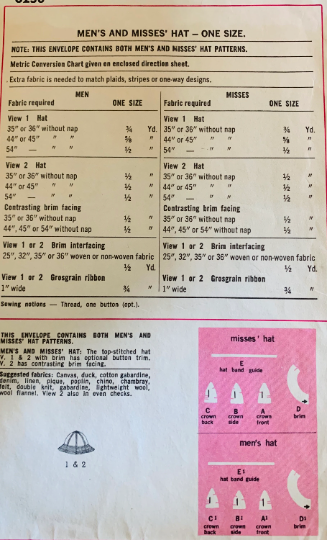 MEN'S AND MISSES' HAT — ONE SIZE.
NOTE: THIS ENVELOPE CONTAINS BOTH MEN'S AND MISSES' HAT PATTERNS.
Metric Conversion Chart given on enclosed direction sheet.
Extra fabric is needed to match plaids, stripes or one-way designs.
MEN MISSES
Fabric required ONE SIZE Fabric required ONE SIZE
View 1 Hat View 1 Hat
35" or 36" without nap ¾ Yd. 35" or 36" without nap ¾ Yd.
44" or 45" " " ⅝ " 44" or 45" " " ⅝ "
54" — " " ½ " 54" — " " ½ "
View 2 Hat View 2 Hat
35" or 36" without nap ½ " 35" or 36" without nap ½ "
44" or 45" " " ½ " 44" or 45" " " ½ "
54" — " " ½ " 54" — " " ½ "
Contrasting brim facing Contrasting brim facing
35" or 36" without nap ½ " 35" or 36" without nap ½ "
44", 45" or 54" without nap ½ " 44", 45" or 54" without nap ½ "
View 1 or 2 Brim interfacing View 1 or 2 Brim interfacing
25", 32", 35" or 36" woven or non-woven fabric 25", 32", 35" or 36" woven or non-woven fabric
½ Yd. ½ Yd.
View 1 or 2 Grosgrain ribbon View 1 or 2 Grosgrain ribbon
1" wide ¾ " 1" wide ¾ "
Sewing notions — Thread, one button (opt.).
THIS ENVELOPE CONTAINS BOTH MEN'S AND
MISSES' HAT PATTERNS.
MEN'S AND MISSES' HAT: The top-stitched hat
V. 1 & 2 with brim has optional button trim.
V. 2 has contrasting brim facing.
Suggested fabrics: Canvas, duck, cotton gabardine,
denim, linen, pique, poplin, chino, chambray,
felt, double knit, gabardine, lightweight wool,
wool flannel. View 2 also in even checks.
1 & 2
misses' hat
E
hat band guide
C B A D
crown crown crown brim
back side front
men's hat
E1
hat band guide
C1 B1 A1 D1
crown crown crown brim
back side front